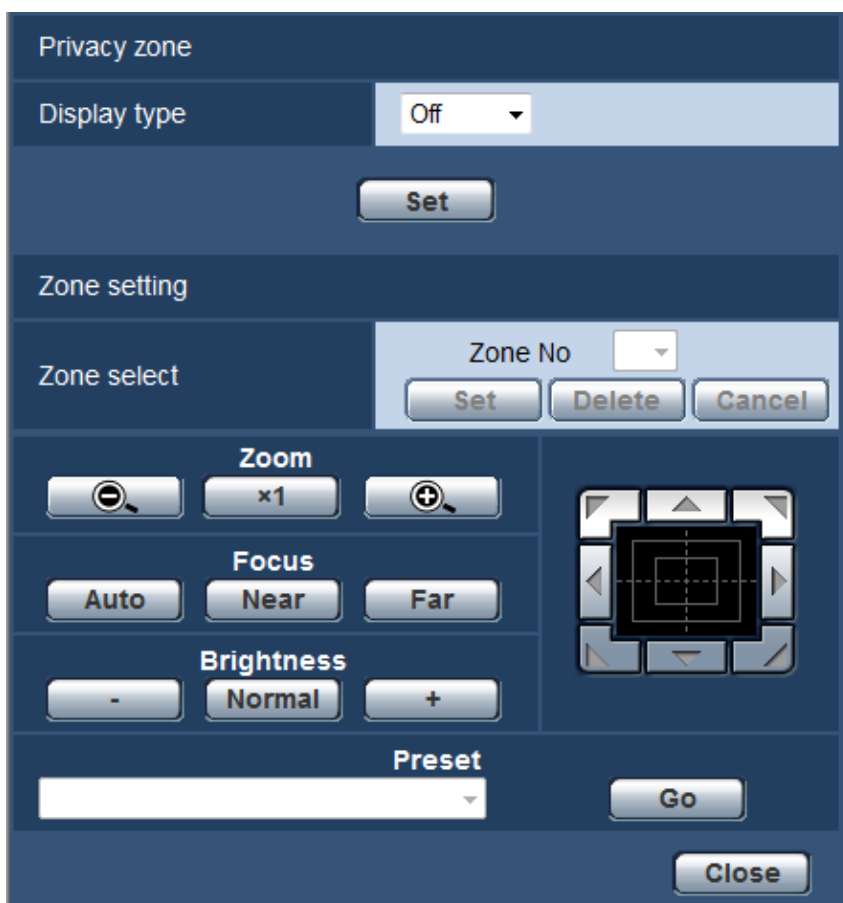 Privacy zone
Display type Off
Set
Zone setting
Zone select
Zone No
Set Delete Cancel
Zoom
×1
Focus
Auto Near Far
Brightness
- Normal +
Preset
Go
Close